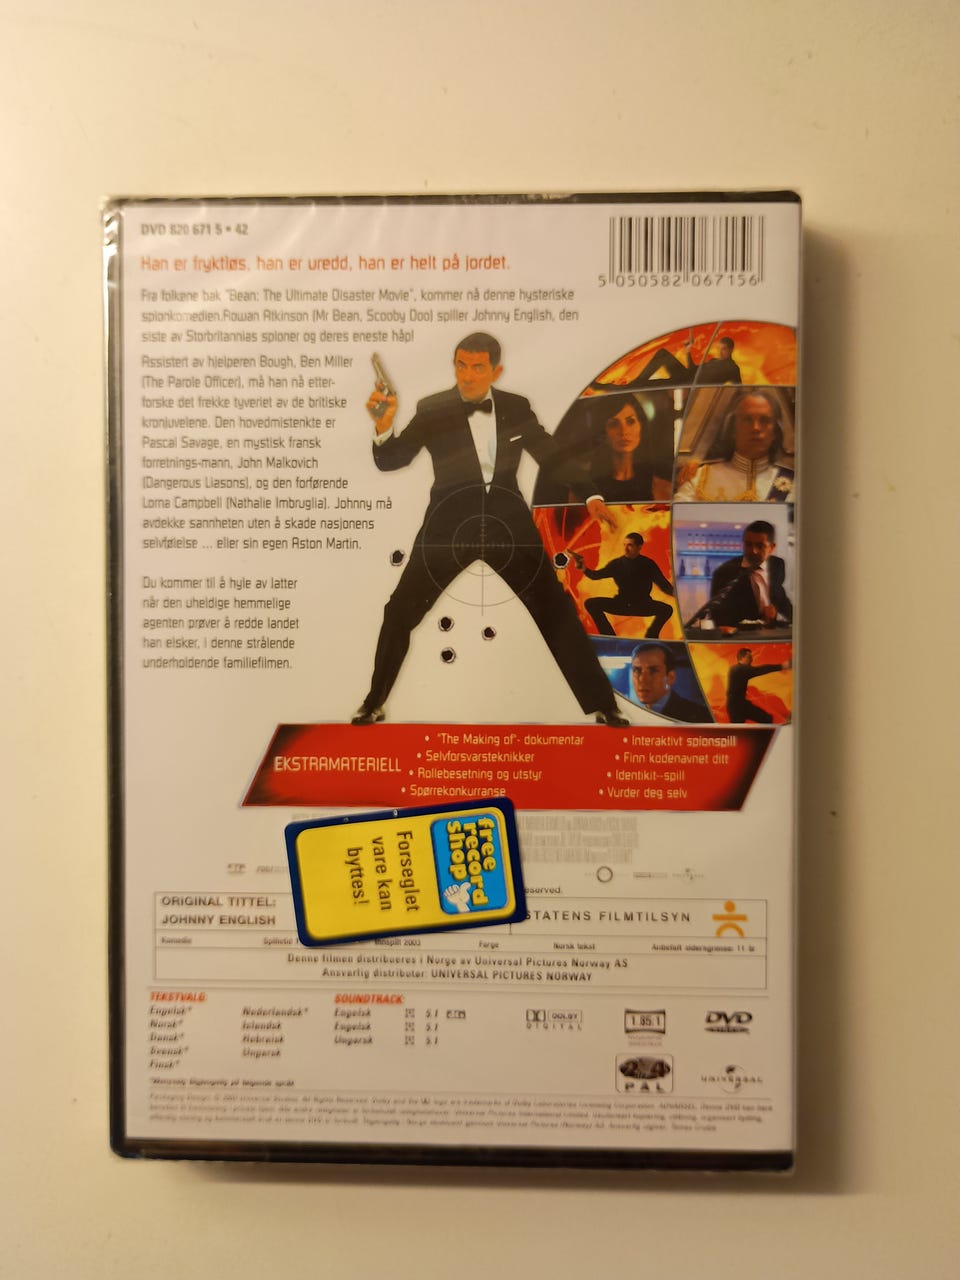 DVD 820 671 5 • 42
5 050582 067156
Han er fryktløs, han er uredd, han er helt på jordet.
Fra folkene bak "Bean: The Ultimate Disaster Movie", kommer nå denne hysteriske
spionkomedien.Rowan Atkinson (Mr Bean, Scooby Doo) spiller Johnny English, den
siste av Storbritannias spioner og deres eneste håp!
Assistert av hjelperen Bough, Ben Miller
(The Parole Officer), må han nå etter-
forske det frekke tyveriet av de britiske
kronjuvelene. Den hovedmistenkte er
Pascal Savage, en mystisk fransk
forretnings-mann, John Malkovich
(Dangerous Liasons), og den forførende
Lorna Campbell (Nathalie Imbruglia). Johnny må
avdekke sannheten uten å skade nasjonens
selvfølelse ... eller sin egen Aston Martin.
Du kommer til å hyle av latter
når den uheldige hemmelige
agenten prøver å redde landet
han elsker, i denne strålende
underholdende familiefilmen.
EKSTRAMATERIELL
• "The Making of"- dokumentar
• Selvforsvarsteknikker
• Rollebesetning og utstyr
• Spørrekonkurranse
• Interaktivt spionspill
• Finn kodenavnet ditt
• Identikit--spill
• Vurder deg selv
free
record
shop
Forseglet
vare kan
byttes!
ORIGINAL TITTEL:
JOHNNY ENGLISH
STATENS FILMTILSYN
Komedie
Innspilt 2003
Farge
Norsk tekst
Anbefalt aldersgrense: 11 år
Denne filmen distribueres i Norge av Universal Pictures Norway AS
Ansvarlig distributør: UNIVERSAL PICTURES NORWAY
TEKSTVALG:
Engelsk*
Norsk*
Dansk*
Svensk*
Finsk*
Nederlandsk*
Islandsk
Hebraisk
Ungarsk
SOUNDTRACK:
Engelsk 5.1
Engelsk 5.1
Ungarsk 5.1
DOLBY
DIGITAL
1.85:1
DVD
VIDEO
2 4
PAL
UNIVERSAL